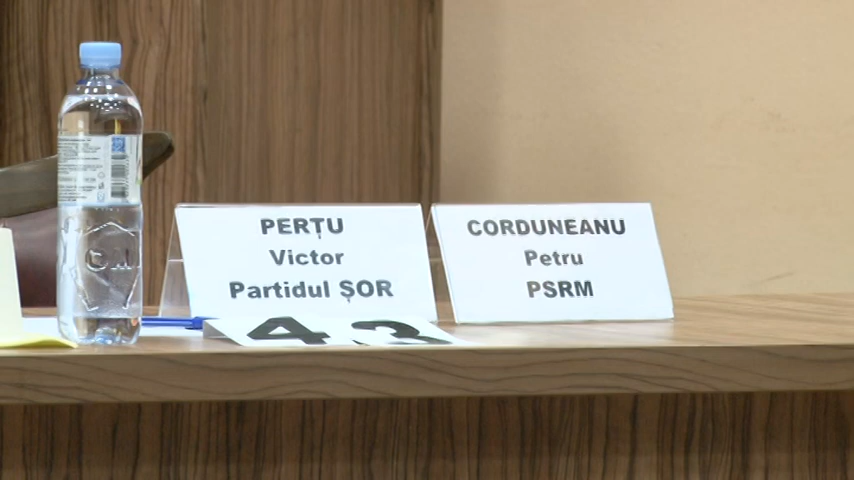 PERȚU
Victor
Partidul ȘOR
CORDUNEANU
Petru
PSRM
43